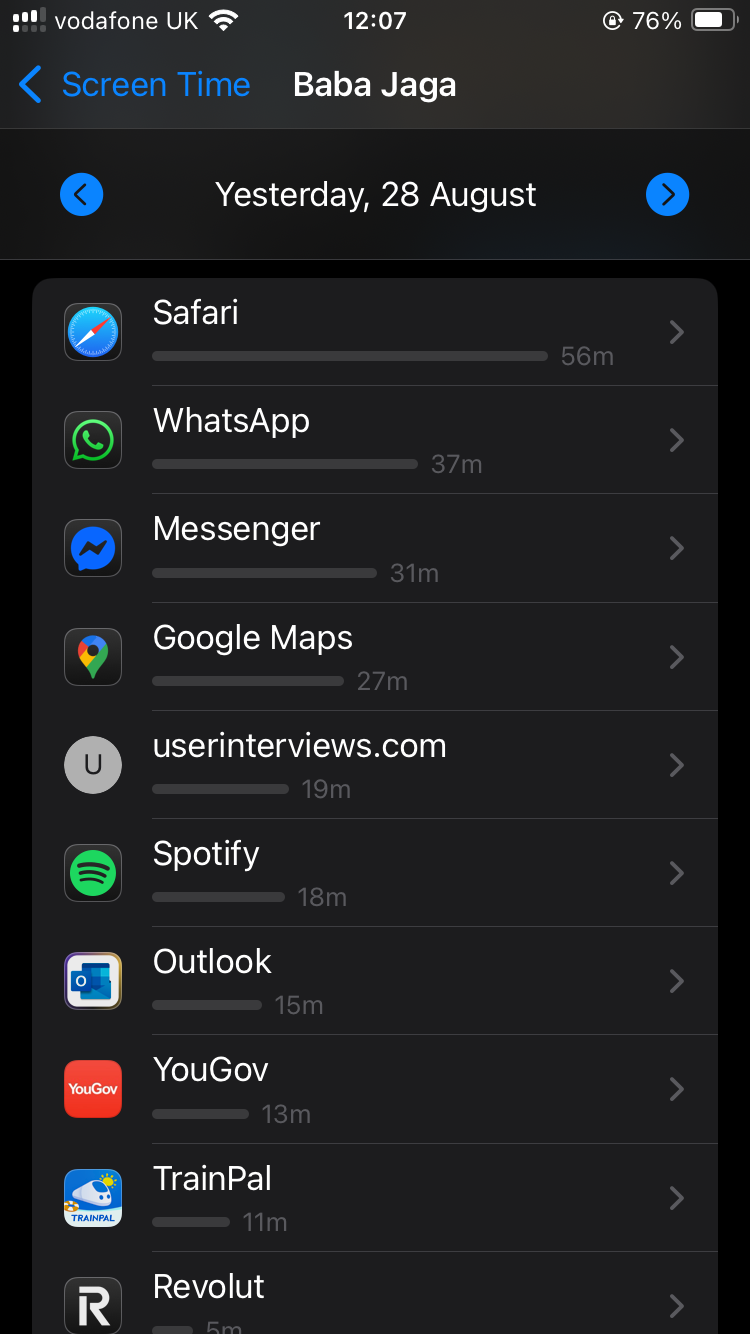 vodafone UK 12:07 76%
Screen Time Baba Jaga
Yesterday, 28 August
Safari
56m
WhatsApp
37m
Messenger
31m
Google Maps
27m
U userinterviews.com
19m
Spotify
18m
O Outlook
15m
YouGov YouGov
13m
TrainPal
TRAINPAL 11m
R Revolut
5m